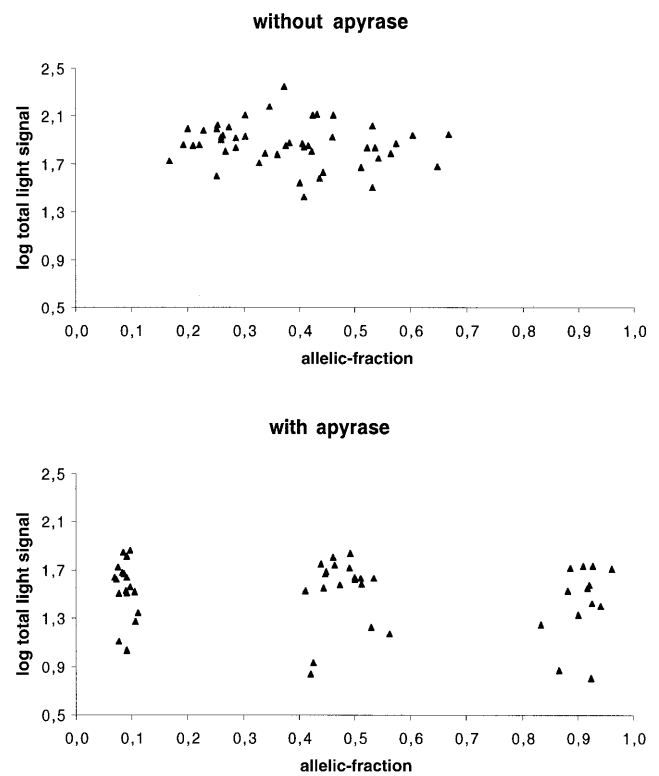 without apyrase
log total light signal
2,5
2,1
1,7
1,3
0,9
0,5
0,0 0,1 0,2 0,3 0,4 0,5 0,6 0,7 0,8 0,9 1,0
allelic-fraction
with apyrase
log total light signal
2,5
2,1
1,7
1,3
0,9
0,5
0,0 0,1 0,2 0,3 0,4 0,5 0,6 0,7 0,8 0,9 1,0
allelic-fraction